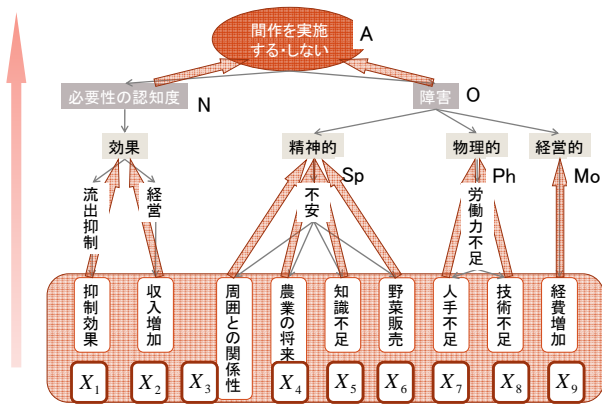 間作を実施
する・しない
A
必要性の認知度
N
障害
O
効果
精神的
物理的
経営的
Sp
Ph
Mo
流出抑制
経営
不安
労働力不足
抑制効果
収入増加
周囲との関係性
農業の将来
知識不足
野菜販売
人手不足
技術不足
経費増加
X1
X2
X3
X4
X5
X6
X7
X8
X9